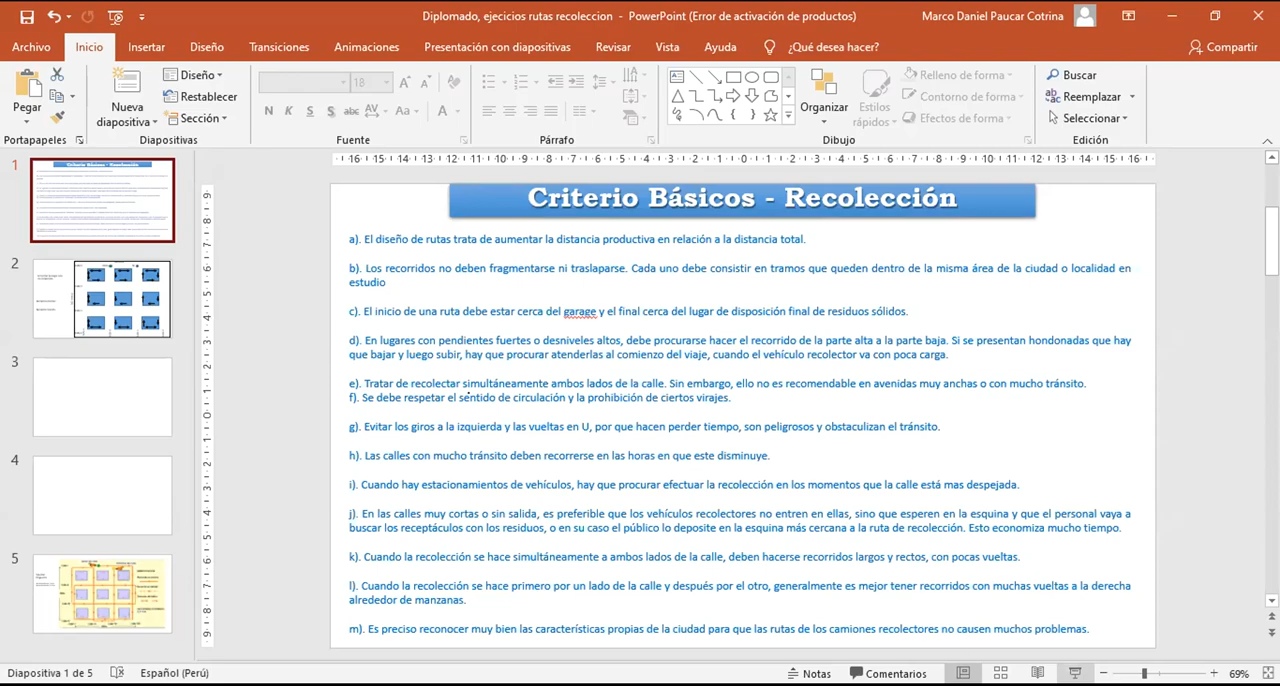 Diplomado, ejecicios rutas recoleccion - PowerPoint (Error de activación de productos)
Marco Daniel Paucar Cotrina
Archivo Inicio Insertar Diseño Transiciones Animaciones Presentación con diapositivas Revisar Vista Ayuda ¿Qué desea hacer? Compartir
Pegar
Nueva diapositiva
Diseño
Restablecer
Sección
18
N K S S abc AV Aa A
Organizar
Estilos rápidos
Relleno de forma
Contorno de forma
Efectos de forma
Buscar
Reemplazar
Seleccionar
Portapapeles Diapositivas Fuente Párrafo Dibujo Edición
1
2
3
4
5
Criterio Básicos - Recolección
a). El diseño de rutas trata de aumentar la distancia productiva en relación a la distancia total.
b). Los recorridos no deben fragmentarse ni traslaparse. Cada uno debe consistir en tramos que queden dentro de la misma área de la ciudad o localidad en
estudio
c). El inicio de una ruta debe estar cerca del garage y el final cerca del lugar de disposición final de residuos sólidos.
d). En lugares con pendientes fuertes o desniveles altos, debe procurarse hacer el recorrido de la parte alta a la parte baja. Si se presentan hondonadas que hay
que bajar y luego subir, hay que procurar atenderlas al comienzo del viaje, cuando el vehículo recolector va con poca carga.
e). Tratar de recolectar simultáneamente ambos lados de la calle. Sin embargo, ello no es recomendable en avenidas muy anchas o con mucho tránsito.
f). Se debe respetar el sentido de circulación y la prohibición de ciertos virajes.
g). Evitar los giros a la izquierda y las vueltas en U, por que hacen perder tiempo, son peligrosos y obstaculizan el tránsito.
h). Las calles con mucho tránsito deben recorrerse en las horas en que este disminuye.
i). Cuando hay estacionamientos de vehículos, hay que procurar efectuar la recolección en los momentos que la calle está mas despejada.
j). En las calles muy cortas o sin salida, es preferible que los vehículos recolectores no entren en ellas, sino que esperen en la esquina y que el personal vaya a
buscar los receptáculos con los residuos, o en su caso el público lo deposite en la esquina más cercana a la ruta de recolección. Esto economiza mucho tiempo.
k). Cuando la recolección se hace simultáneamente a ambos lados de la calle, deben hacerse recorridos largos y rectos, con pocas vueltas.
l). Cuando la recolección se hace primero por un lado de la calle y después por el otro, generalmente es mejor tener recorridos con muchas vueltas a la derecha
alrededor de manzanas.
m). Es preciso reconocer muy bien las características propias de la ciudad para que las rutas de los camiones recolectores no causen muchos problemas.
Diapositiva 1 de 5 Español (Perú) Notas Comentarios 69%